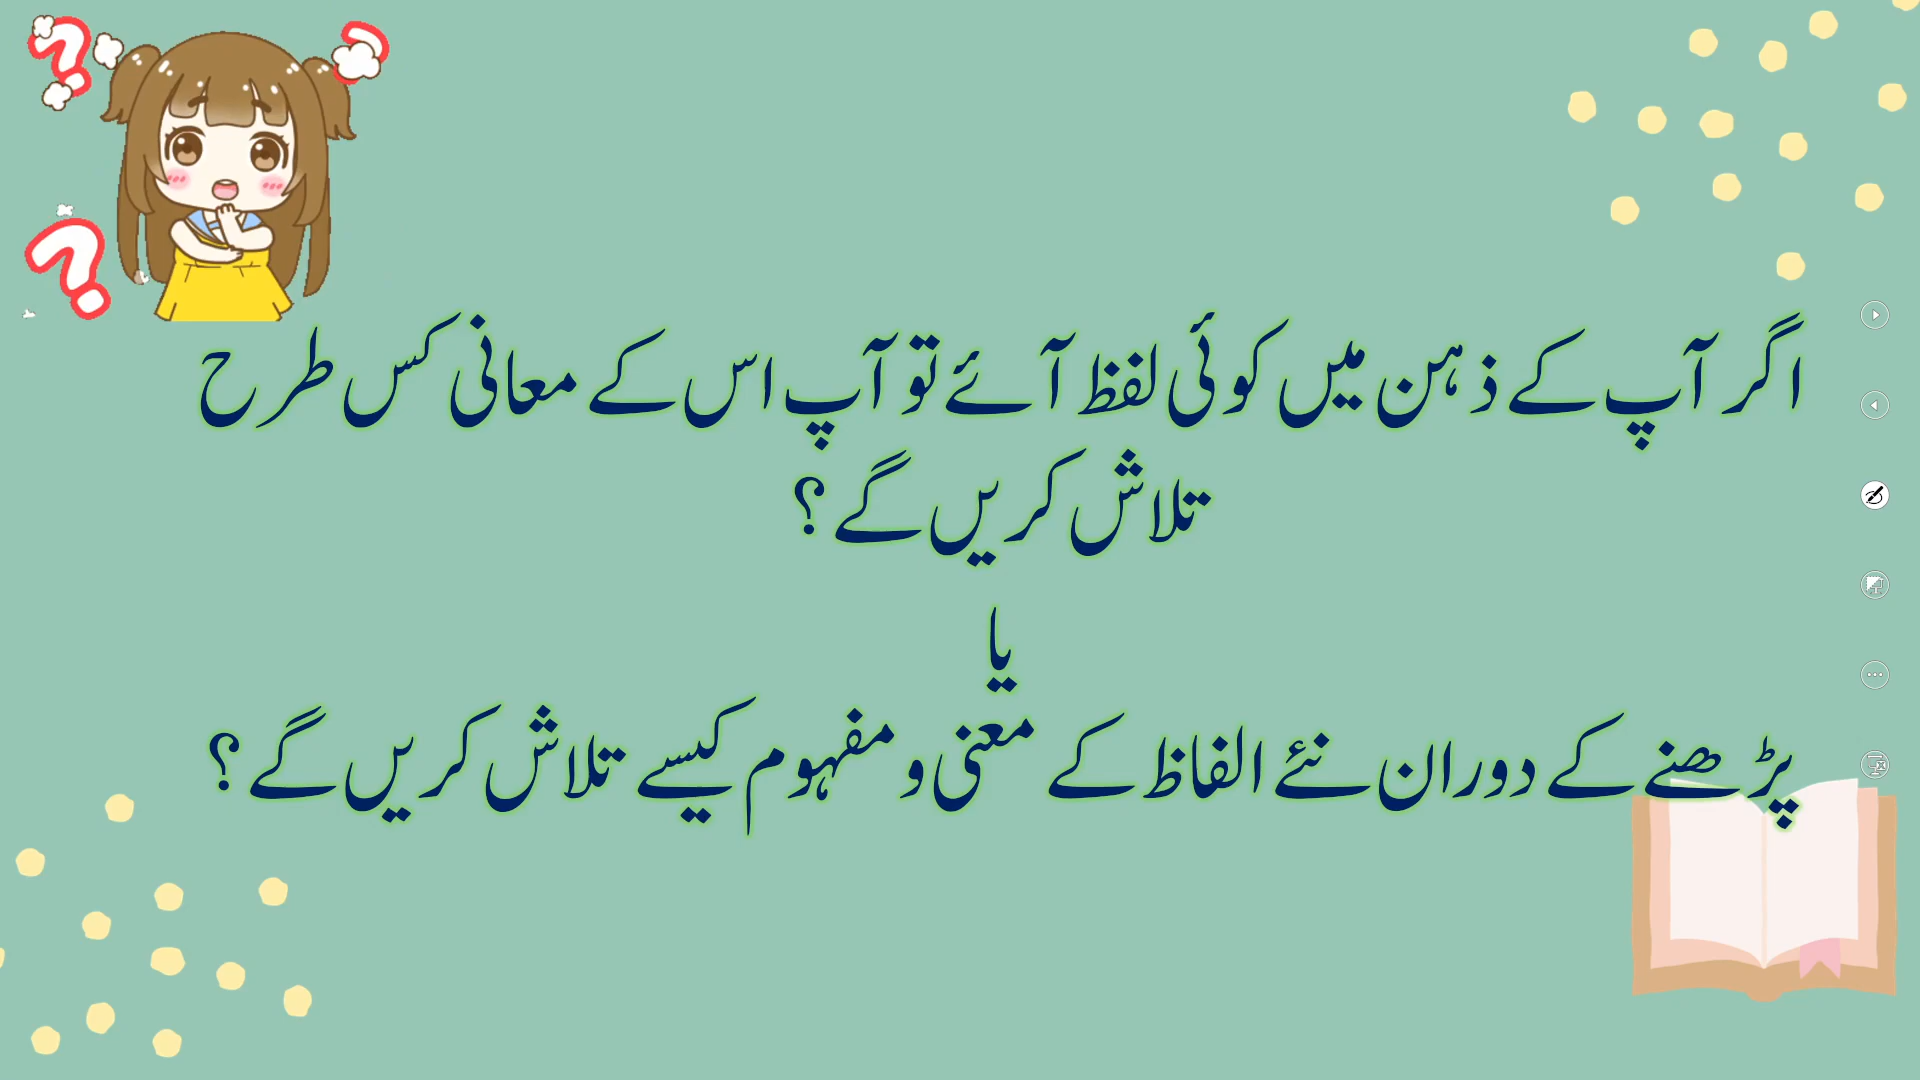 اگر آپ کے ذہن میں کوئی لفظ آئے تو آپ اس کے معانی کس طرح
تلاش کریں گے ؟
یا
پڑھنے کے دوران نئے الفاظ کے معنی و مفہوم کیسے تلاش کریں گے ؟